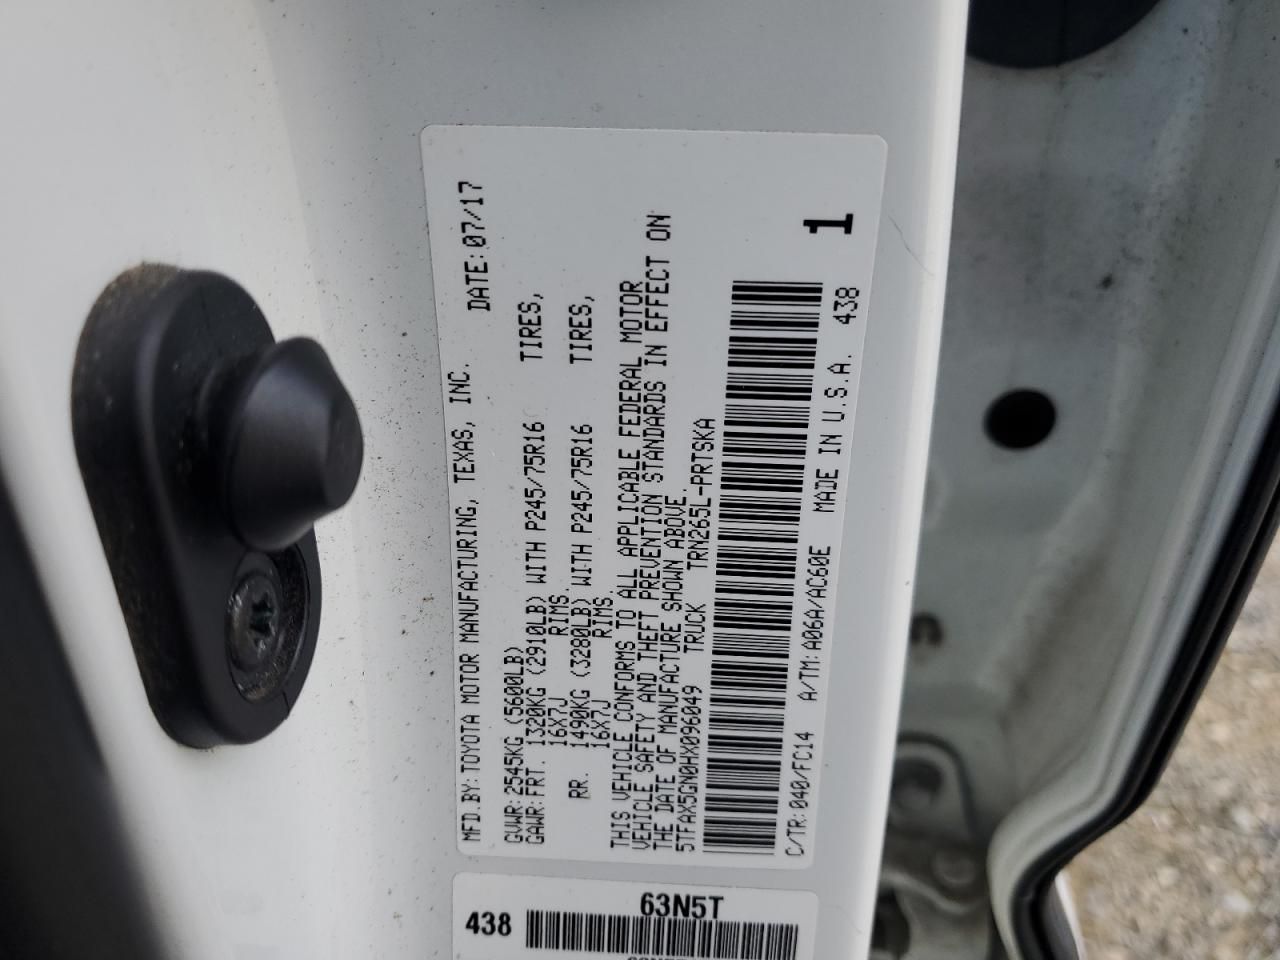 MFD.BY: TOYOTA MOTOR MANUFACTURING, TEXAS, INC.
DATE: 07/17
GVWR: 2545KG (5600LB)
GAWR: FRT. 1320KG (2910LB) WITH P245/75R16 TIRES,
16X7J RIMS.
RR. 1490KG (3280LB) WITH P245/75R16 TIRES,
16X7J RIMS.
THIS VEHICLE CONFORMS TO ALL APPLICABLE FEDERAL MOTOR
VEHICLE SAFETY AND THEFT PREVENTION STANDARDS IN EFFECT ON
THE DATE OF MANUFACTURE SHOWN ABOVE.
5TFAX5GN0HX096049 TRUCK TRN265L-PRTSKA
C/TR: 040/FC14 A/TM: A06A/AC60E MADE IN U.S.A. 438
1
63N5T
438